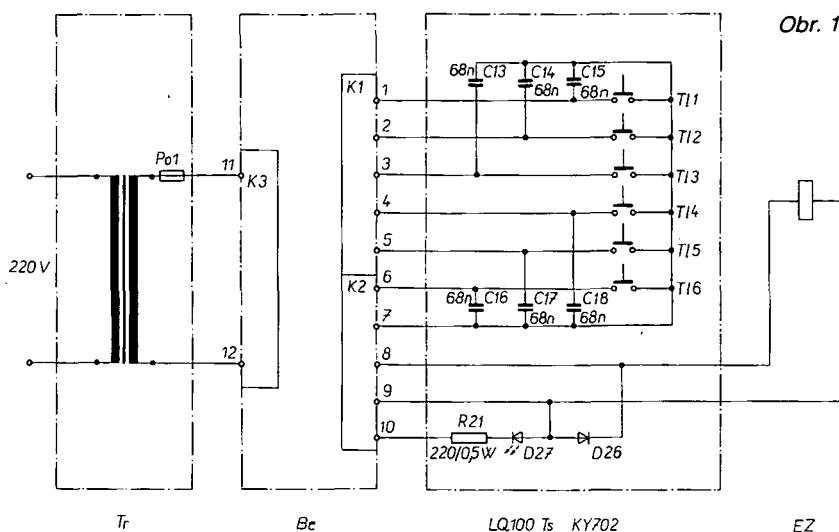 Obr. 1
68n C13 C14 C15
68n 68n
K1
1
Tl1
2
Tl2
Po1
11
K3
3
Tl3
4
Tl4
220V
5
Tl5
K2
6
Tl6
68n C16 C17 C18
68n 68n
7
12
8
9
10
R21
220/0,5W
D27
D26
Tr
Be
LQ100 Ts KY702
EZ